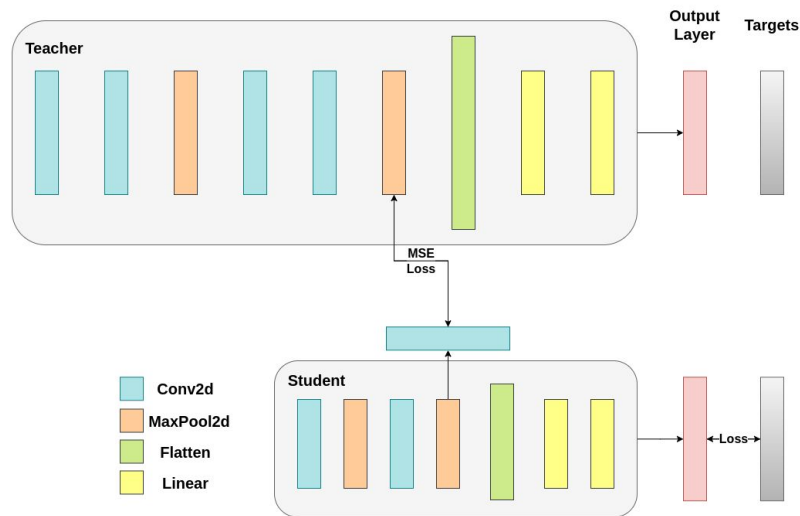 Output
Layer
Targets
Teacher
MSE
Loss
Student
Conv2d
MaxPool2d
Flatten
Linear
Loss